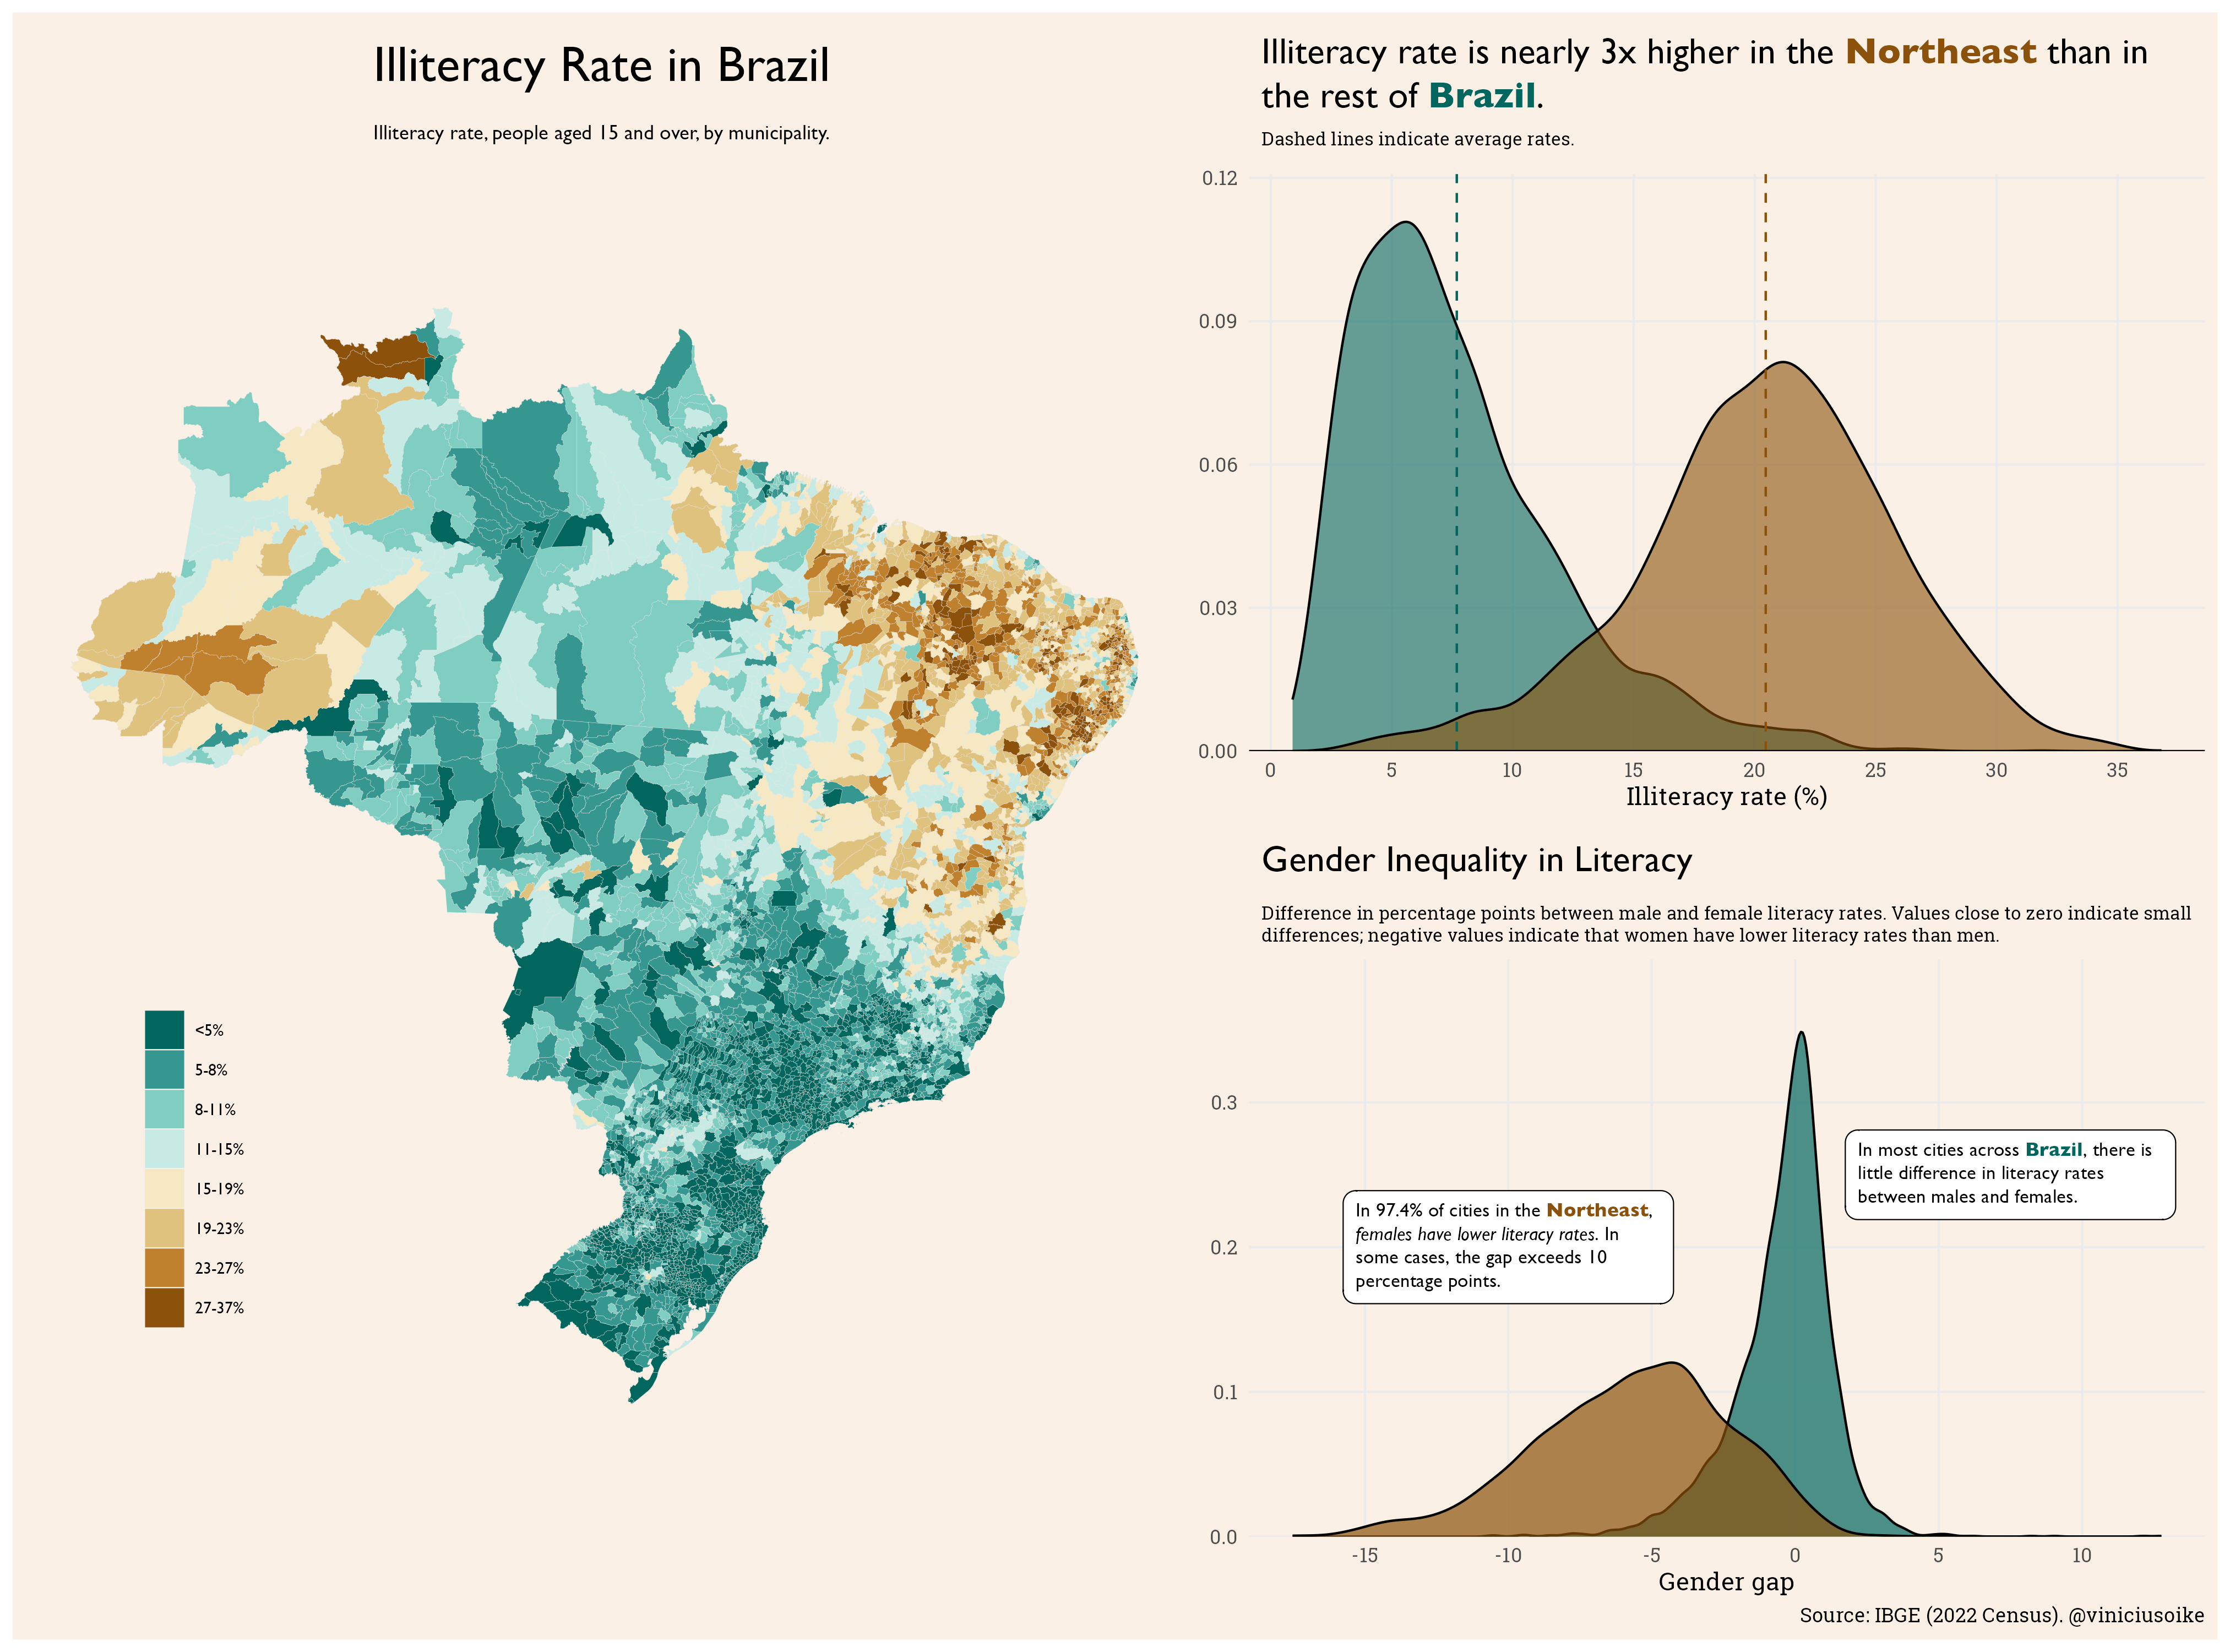 Illiteracy Rate in Brazil
Illiteracy rate, people aged 15 and over, by municipality.
<5%
5-8%
8-11%
11-15%
15-19%
19-23%
23-27%
27-37%
Illiteracy rate is nearly 3x higher in the Northeast than in
the rest of Brazil.
Dashed lines indicate average rates.
0.12
0.09
0.06
0.03
0.00
0 5 10 15 20 25 30 35
Illiteracy rate (%)
Gender Inequality in Literacy
Difference in percentage points between male and female literacy rates. Values close to zero indicate small
differences; negative values indicate that women have lower literacy rates than men.
0.3
0.2
0.1
0.0
In most cities across Brazil, there is
little difference in literacy rates
between males and females.
In 97.4% of cities in the Northeast,
females have lower literacy rates. In
some cases, the gap exceeds 10
percentage points.
-15 -10 -5 0 5 10
Gender gap
Source: IBGE (2022 Census). @viniciusoike